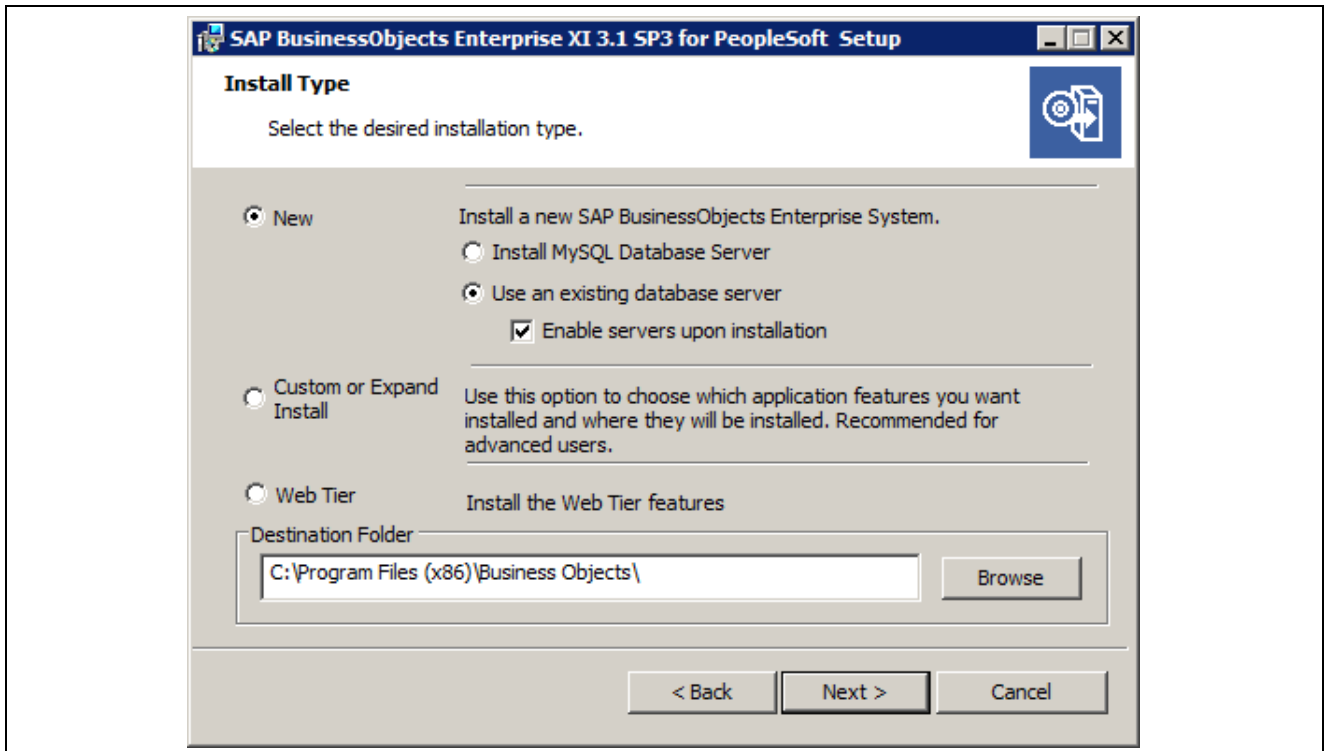 SAP BusinessObjects Enterprise XI 3.1 SP3 for PeopleSoft Setup
Install Type
Select the desired installation type.
New
Install a new SAP BusinessObjects Enterprise System.
Install MySQL Database Server
Use an existing database server
Enable servers upon installation
Custom or Expand
Install
Use this option to choose which application features you want
installed and where they will be installed. Recommended for
advanced users.
Web Tier
Install the Web Tier features
Destination Folder
C:\Program Files (x86)\Business Objects\
Browse
< Back
Next >
Cancel